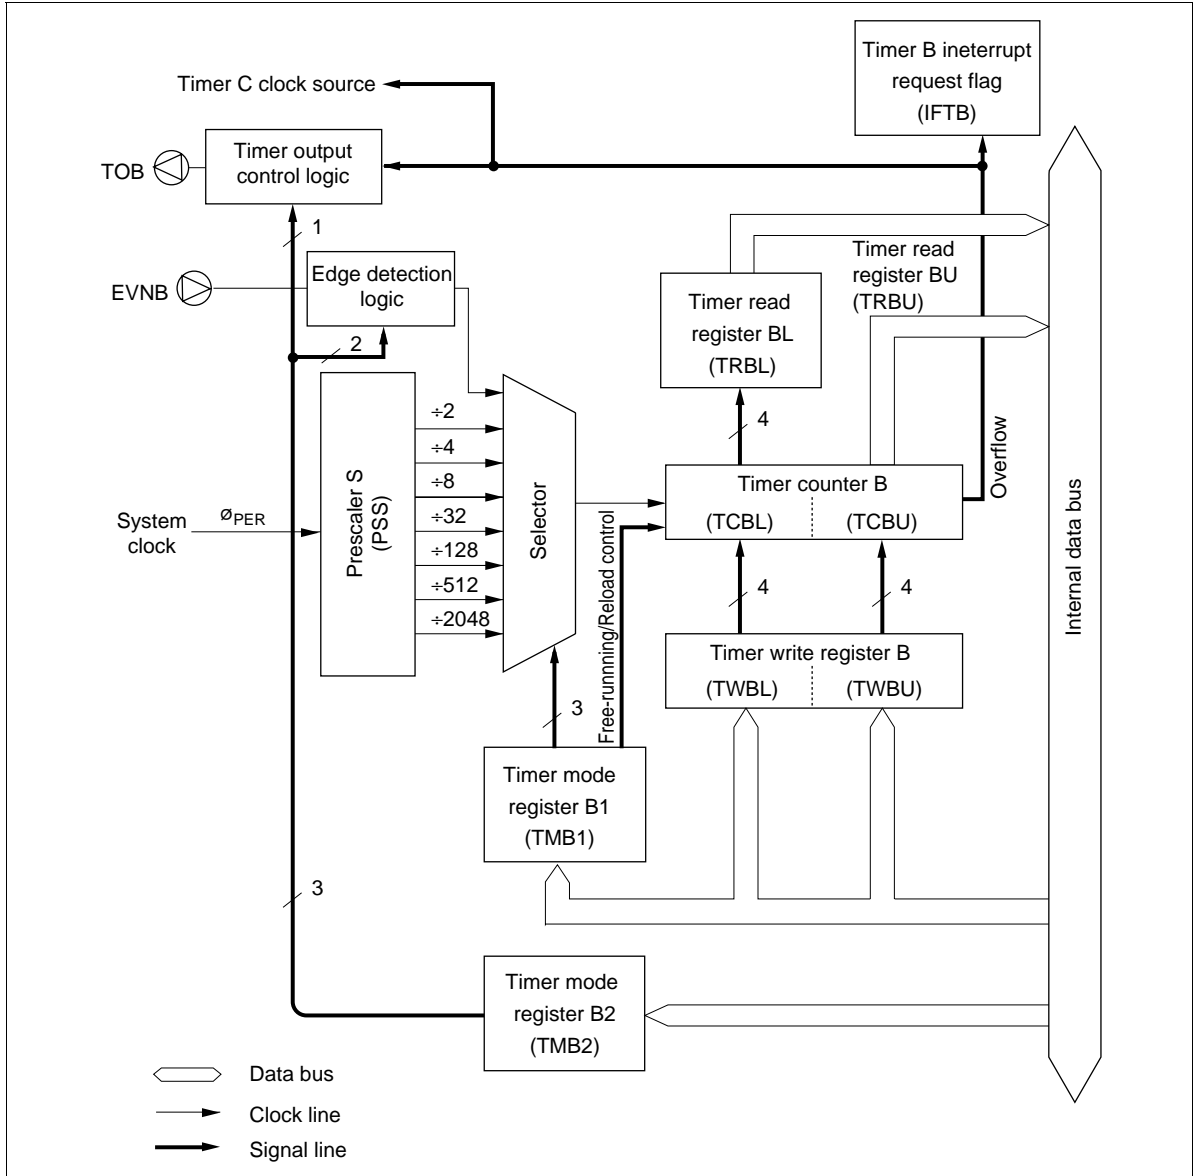 Timer B ineterrupt
request flag
(IFTB)
Timer C clock source
Timer output
control logic
TOB
1
Edge detection
logic
EVNB
2
Timer read
register BU
(TRBU)
Timer read
register BL
(TRBL)
4
÷2
÷4
÷8
÷32
÷128
÷512
÷2048
System
clock
øPER
Prescaler S
(PSS)
Selector
Timer counter B
(TCBL)
(TCBU)
Overflow
Internal data bus
Free-runnning/Reload control
4
4
Timer write register B
(TWBL)
(TWBU)
3
Timer mode
register B1
(TMB1)
3
Timer mode
register B2
(TMB2)
Data bus
Clock line
Signal line